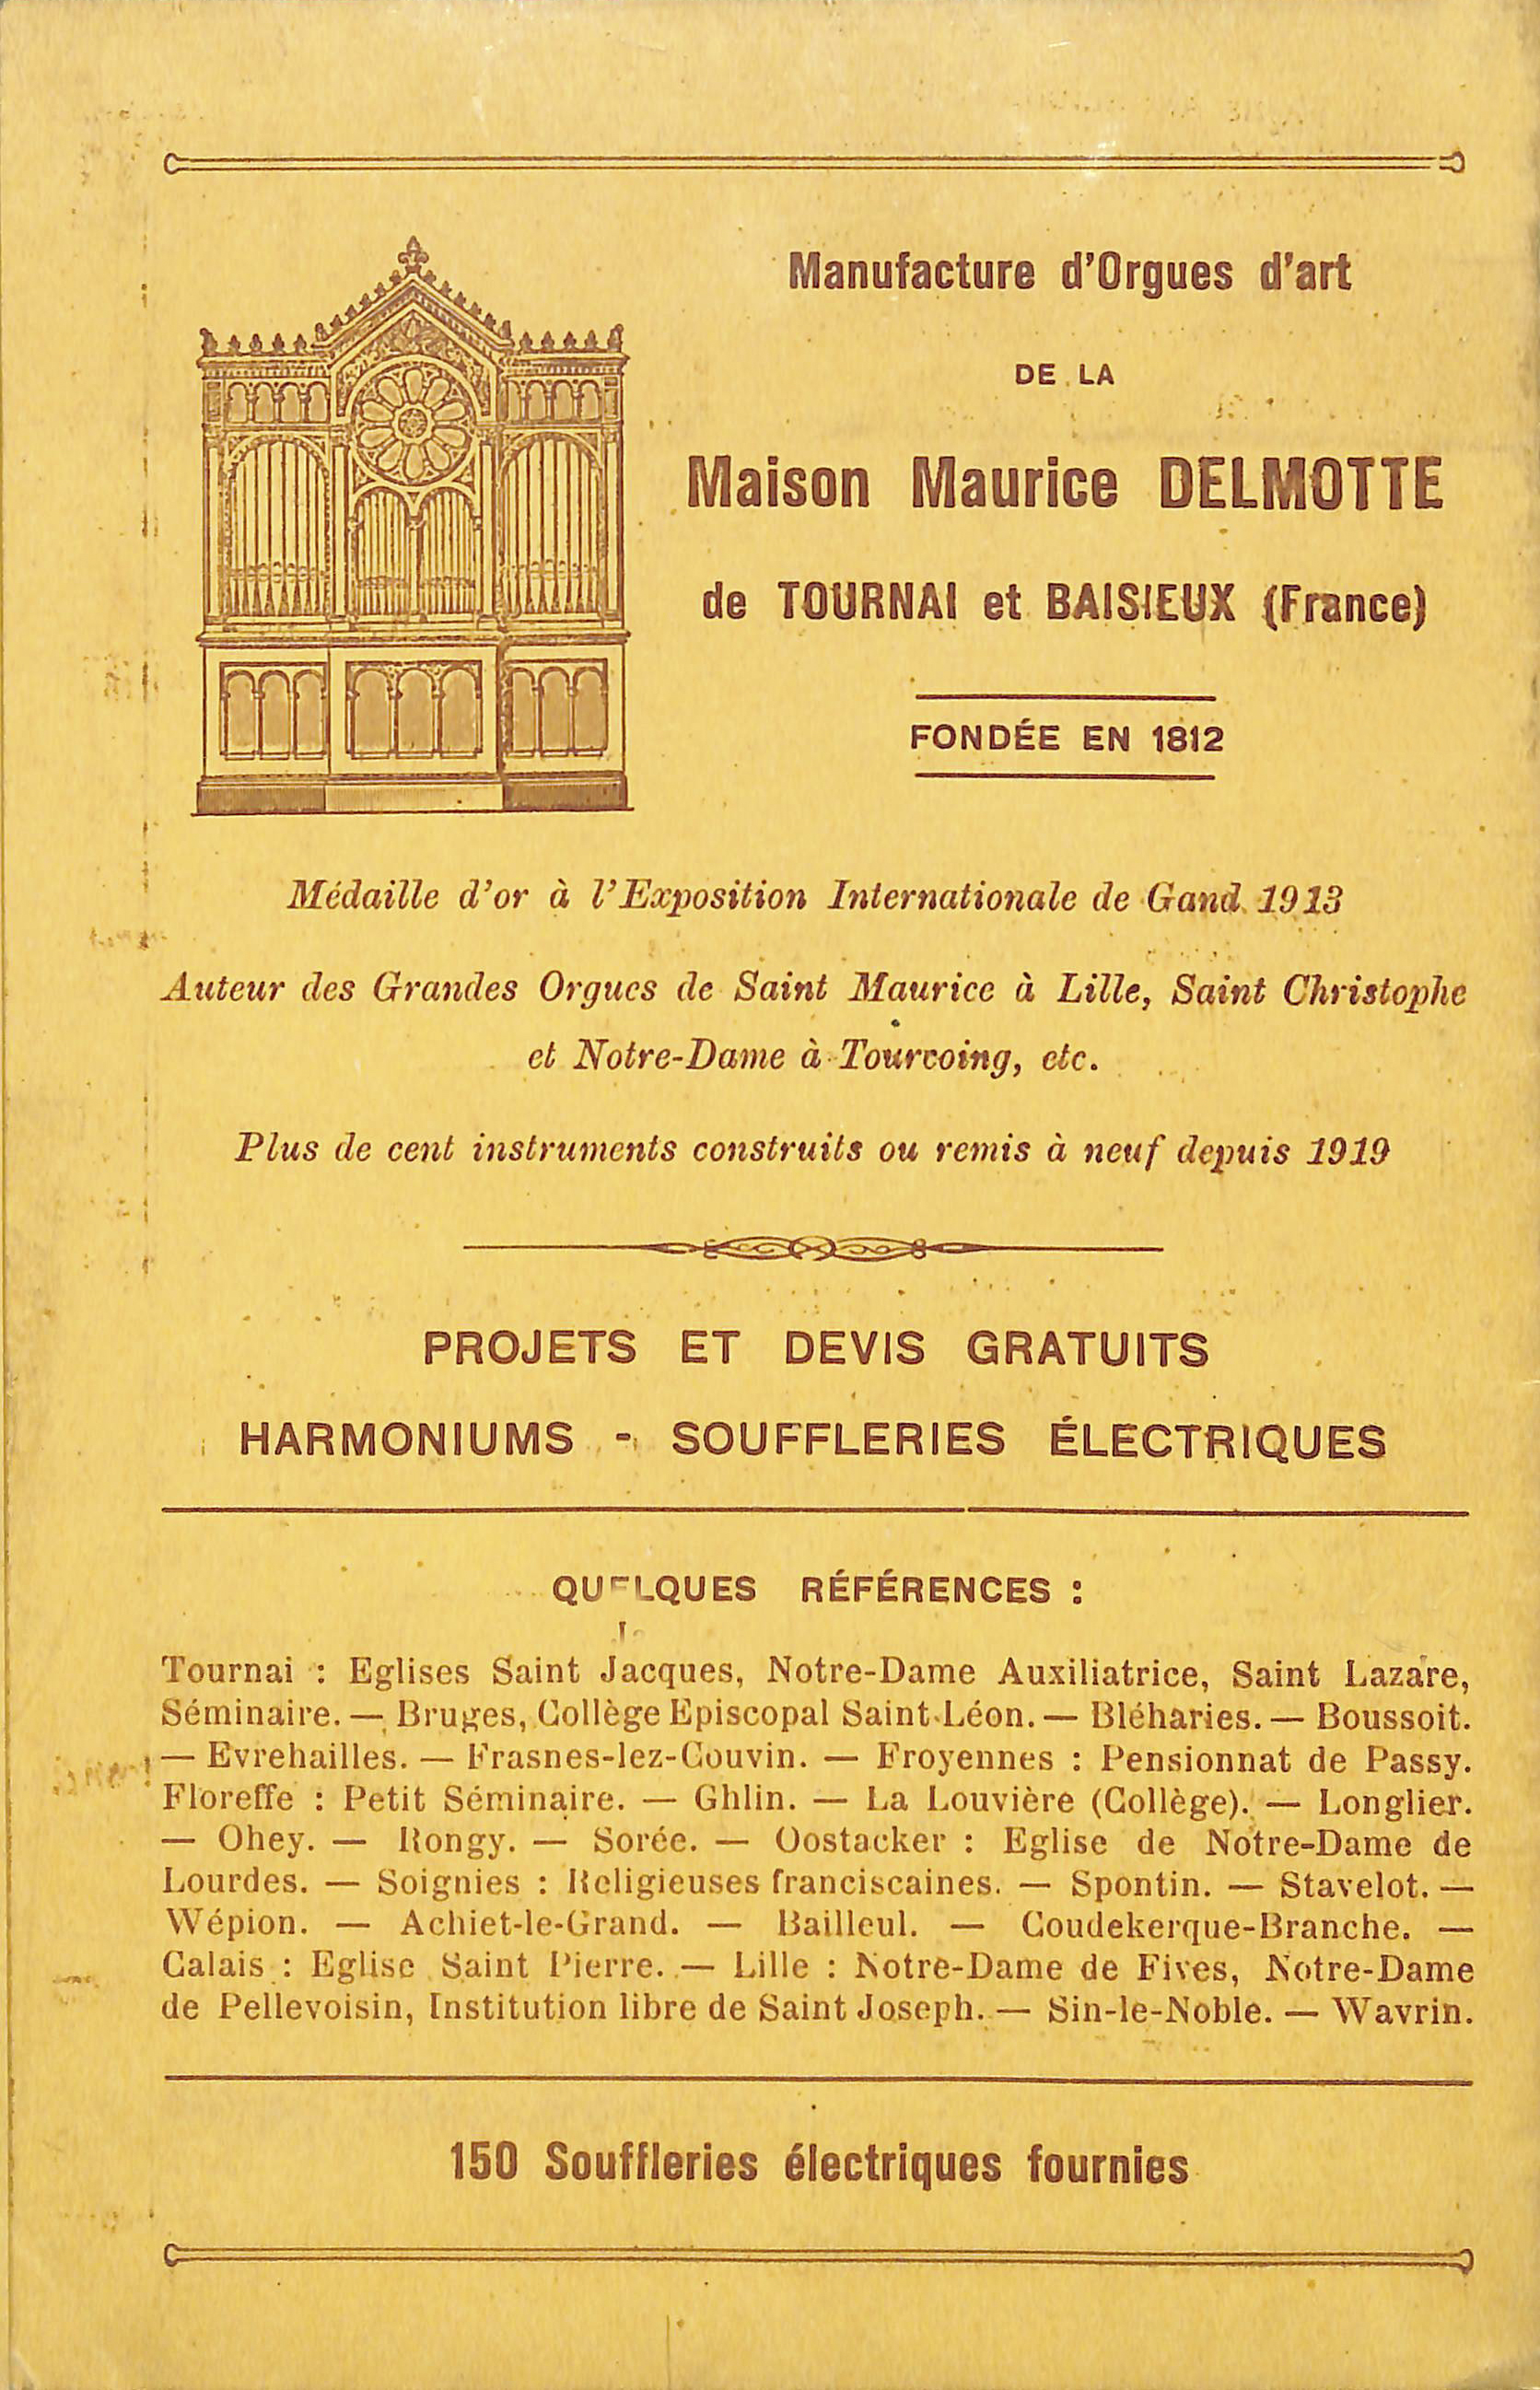 Manufacture d'Orgues d'art
DE LA
Maison Maurice DELMOTTE
de TOURNAI et BAISIEUX (France)
FONDÉE EN 1812
Médaille d'or à l'Exposition Internationale de Gand 1913
Auteur des Grandes Orgues de Saint Maurice à Lille, Saint Christophe
et Notre-Dame à Tourcoing, etc.
Plus de cent instruments construits ou remis à neuf depuis 1919
PROJETS ET DEVIS GRATUITS
HARMONIUMS - SOUFFLERIES ÉLECTRIQUES
QUELQUES RÉFÉRENCES :
Tournai : Eglises Saint Jacques, Notre-Dame Auxiliatrice, Saint Lazare,
Séminaire. — Bruges, Collège Episcopal Saint-Léon. — Bléharies. — Boussoit.
— Evrehailles. — Frasnes-lez-Couvin. — Froyennes : Pensionnat de Passy.
Floreffe : Petit Séminaire. — Ghlin. — La Louvière (Collège). — Longlier.
— Ohey. — Rongy. — Sorée. — Oostacker : Eglise de Notre-Dame de
Lourdes. — Soignies : Religieuses franciscaines. — Spontin. — Stavelot. —
Wépion. — Achiet-le-Grand. — Bailleul. — Coudekerque-Branche. —
Calais : Eglise Saint Pierre. — Lille : Notre-Dame de Fives, Notre-Dame
de Pellevoisin, Institution libre de Saint Joseph. — Sin-le-Noble. — Wavrin.
150 Souffleries électriques fournies